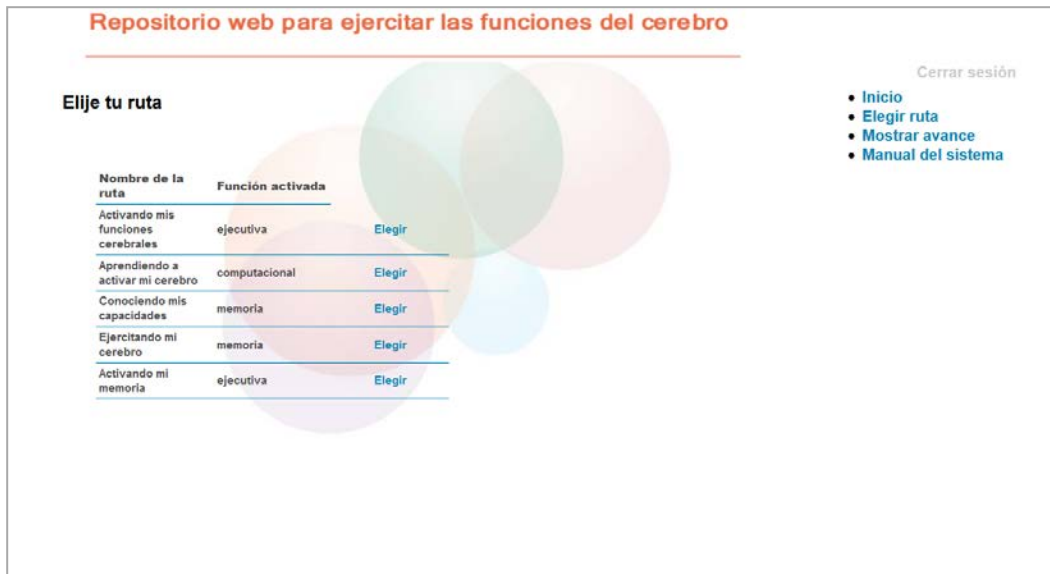 Repositorio web para ejercitar las funciones del cerebro
Cerrar sesión
Elije tu ruta
Inicio
Elegir ruta
Mostrar avance
Manual del sistema
Nombre de la
ruta
Función activada
Activando mis
funciones
cerebrales
ejecutiva
Elegir
Aprendiendo a
activar mi cerebro
computacional
Elegir
Conociendo mis
capacidades
memoria
Elegir
Ejercitando mi
cerebro
memoria
Elegir
Activando mi
memoria
ejecutiva
Elegir